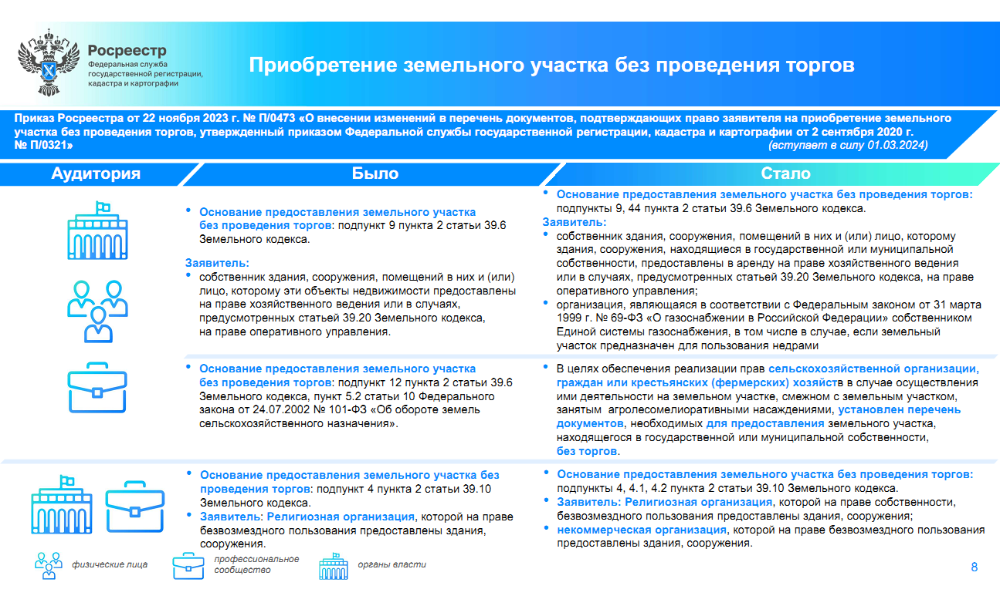 Росреестр
Федеральная служба
государственной регистрации,
кадастра и картографии
Приобретение земельного участка без проведения торгов
Приказ Росреестра от 22 ноября 2023 г. № П/0473 «О внесении изменений в перечень документов, подтверждающих право заявителя на приобретение земельного
участка без проведения торгов, утвержденный приказом Федеральной службы государственной регистрации, кадастра и картографии от 2 сентября 2020 г.
№ П/0321»
(вступает в силу 01.03.2024)
Аудитория
Было
Стало
• Основание предоставления земельного участка
без проведения торгов: подпункт 9 пункта 2 статьи 39.6
Земельного кодекса.
Заявитель:
• собственник здания, сооружения, помещений в них и (или)
лицо, которому эти объекты недвижимости предоставлены
на праве хозяйственного ведения или в случаях,
предусмотренных статьей 39.20 Земельного кодекса,
на праве оперативного управления.
• Основание предоставления земельного участка без проведения торгов:
подпункты 9, 44 пункта 2 статьи 39.6 Земельного кодекса.
Заявитель:
• собственник здания, сооружения, помещений в них и (или) лицо, которому
здания, сооружения, находящиеся в государственной или муниципальной
собственности, предоставлены в аренду на праве хозяйственного ведения
или в случаях, предусмотренных статьей 39.20 Земельного кодекса, на праве
оперативного управления;
• организация, являющаяся в соответствии с Федеральным законом от 31 марта
1999 г. № 69-ФЗ «О газоснабжении в Российской Федерации» собственником
Единой системы газоснабжения, в том числе в случае, если земельный
участок предназначен для пользования недрами
• Основание предоставления земельного участка
без проведения торгов: подпункт 12 пункта 2 статьи 39.6
Земельного кодекса, пункт 5.2 статьи 10 Федерального
закона от 24.07.2002 № 101-ФЗ «Об обороте земель
сельскохозяйственного назначения».
• В целях обеспечения реализации прав сельскохозяйственной организации,
граждан или крестьянских (фермерских) хозяйств в случае осуществления
ими деятельности на земельном участке, смежном с земельным участком,
занятым агролесомелиоративными насаждениями, установлен перечень
документов, необходимых для предоставления земельного участка,
находящегося в государственной или муниципальной собственности,
без торгов.
• Основание предоставления земельного участка без
проведения торгов: подпункт 4 пункта 2 статьи 39.10
Земельного кодекса.
• Заявитель: Религиозная организация, которой на праве
безвозмездного пользования предоставлены здания,
сооружения.
• Основание предоставления земельного участка без проведения торгов:
подпункты 4, 4.1, 4.2 пункта 2 статьи 39.10 Земельного кодекса.
• Заявитель: Религиозная организация, которой на праве собственности,
безвозмездного пользования предоставлены здания, сооружения;
• некоммерческая организация, которой на праве безвозмездного пользования
предоставлены здания, сооружения.
физические лица
профессиональное
сообщество
органы власти
8